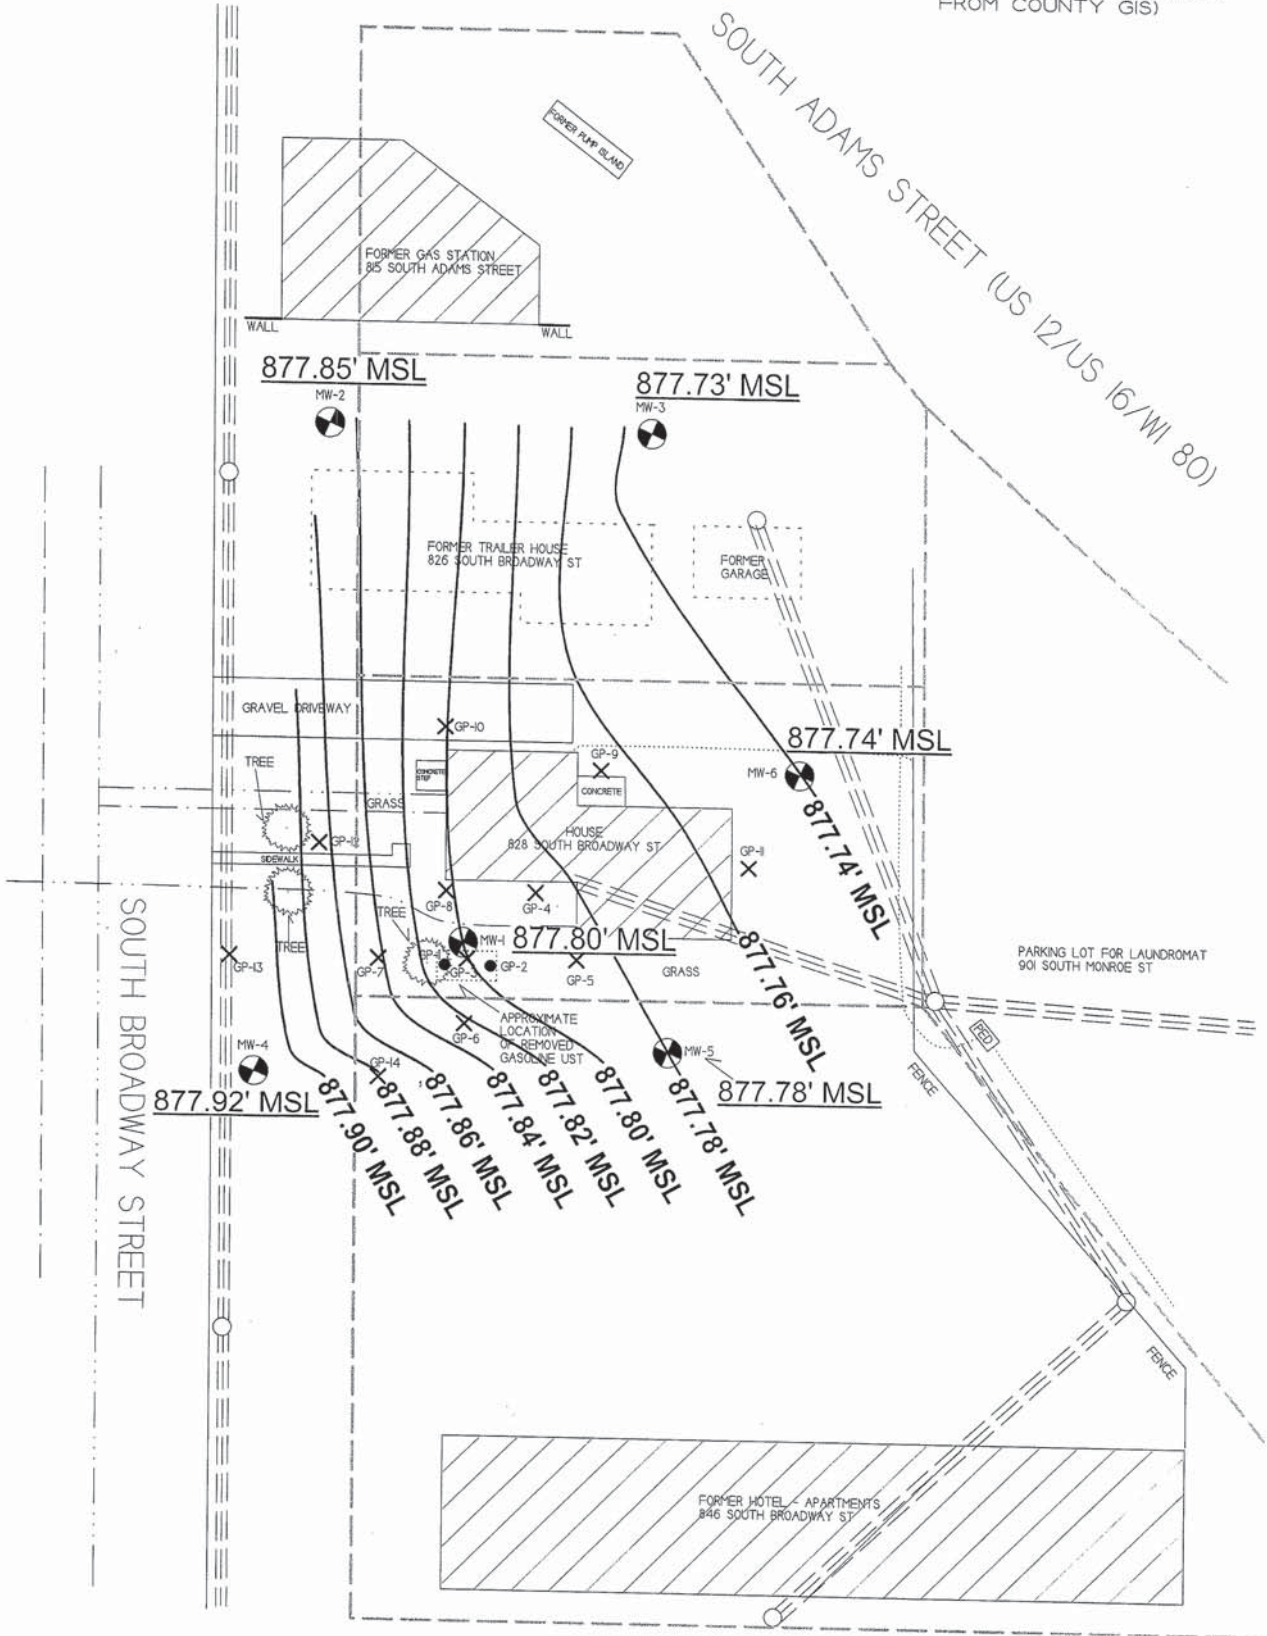 FROM COUNTY GIS)
SOUTH ADAMS STREET (US 12/US 16/WI 80)
FORMER PUMP ISLAND
FORMER GAS STATION
815 SOUTH ADAMS STREET
WALL
WALL
877.85' MSL
MW-2
877.73' MSL
MW-3
FORMER TRAILER HOUSE
826 SOUTH BROADWAY ST
FORMER
GARAGE
GRAVEL DRIVEWAY
GP-10
877.74' MSL
MW-6
GP-9
CONCRETE
TREE
CONCRETE
STEP
GRASS
HOUSE
828 SOUTH BROADWAY ST
GP-12
SIDEWALK
GP-11
877.74' MSL
GP-8
GP-4
TREE
TREE
MW-1
877.80' MSL
GP-13
GP-7
GP-1
GP-3
GP-2
GP-5
GRASS
877.76' MSL
PARKING LOT FOR LAUNDROMAT
901 SOUTH MONROE ST
SOUTH BROADWAY STREET
APPROXIMATE
LOCATION
OF REMOVED
GASOLINE UST
GP-6
PED
MW-4
877.92' MSL
GP-14
MW-5
877.78' MSL
FENCE
877.90' MSL
877.88' MSL
877.86' MSL
877.84' MSL
877.82' MSL
877.80' MSL
877.78' MSL
FENCE
FORMER HOTEL - APARTMENTS
846 SOUTH BROADWAY ST